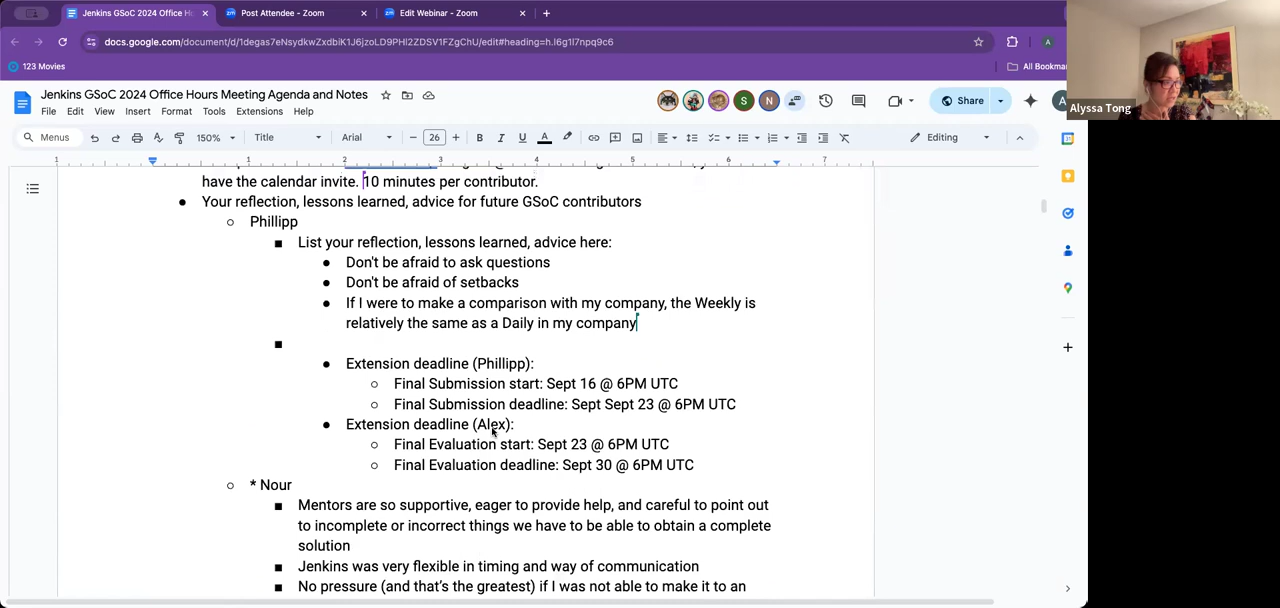 Jenkins GSoC 2024 Office Hours
Post Attendee - Zoom
Edit Webinar - Zoom
docs.google.com/document/d/1degas7eNsydkwZxdbiK1J6jzoLD9PHI2ZDSV1FZgChU/edit#heading=h.l6g1l7npq9c6
A
123 Movies
All Bookmar
Alyssa Tong
Jenkins GSoC 2024 Office Hours Meeting Agenda and Notes
File Edit View Insert Format Tools Extensions Help
S N Share A
Menus 150% Title Arial 26 B I U A Editing
1 1 2 3 4 5 6 7
have the calendar invite. 10 minutes per contributor.
● Your reflection, lessons learned, advice for future GSoC contributors
○ Phillipp
■ List your reflection, lessons learned, advice here:
● Don't be afraid to ask questions
● Don't be afraid of setbacks
● If I were to make a comparison with my company, the Weekly is
relatively the same as a Daily in my company
■
● Extension deadline (Phillipp):
○ Final Submission start: Sept 16 @ 6PM UTC
○ Final Submission deadline: Sept Sept 23 @ 6PM UTC
● Extension deadline (Alex):
○ Final Evaluation start: Sept 23 @ 6PM UTC
○ Final Evaluation deadline: Sept 30 @ 6PM UTC
○ * Nour
■ Mentors are so supportive, eager to provide help, and careful to point out
to incomplete or incorrect things we have to be able to obtain a complete
solution
■ Jenkins was very flexible in timing and way of communication
■ No pressure (and that's the greatest) if I was not able to make it to an